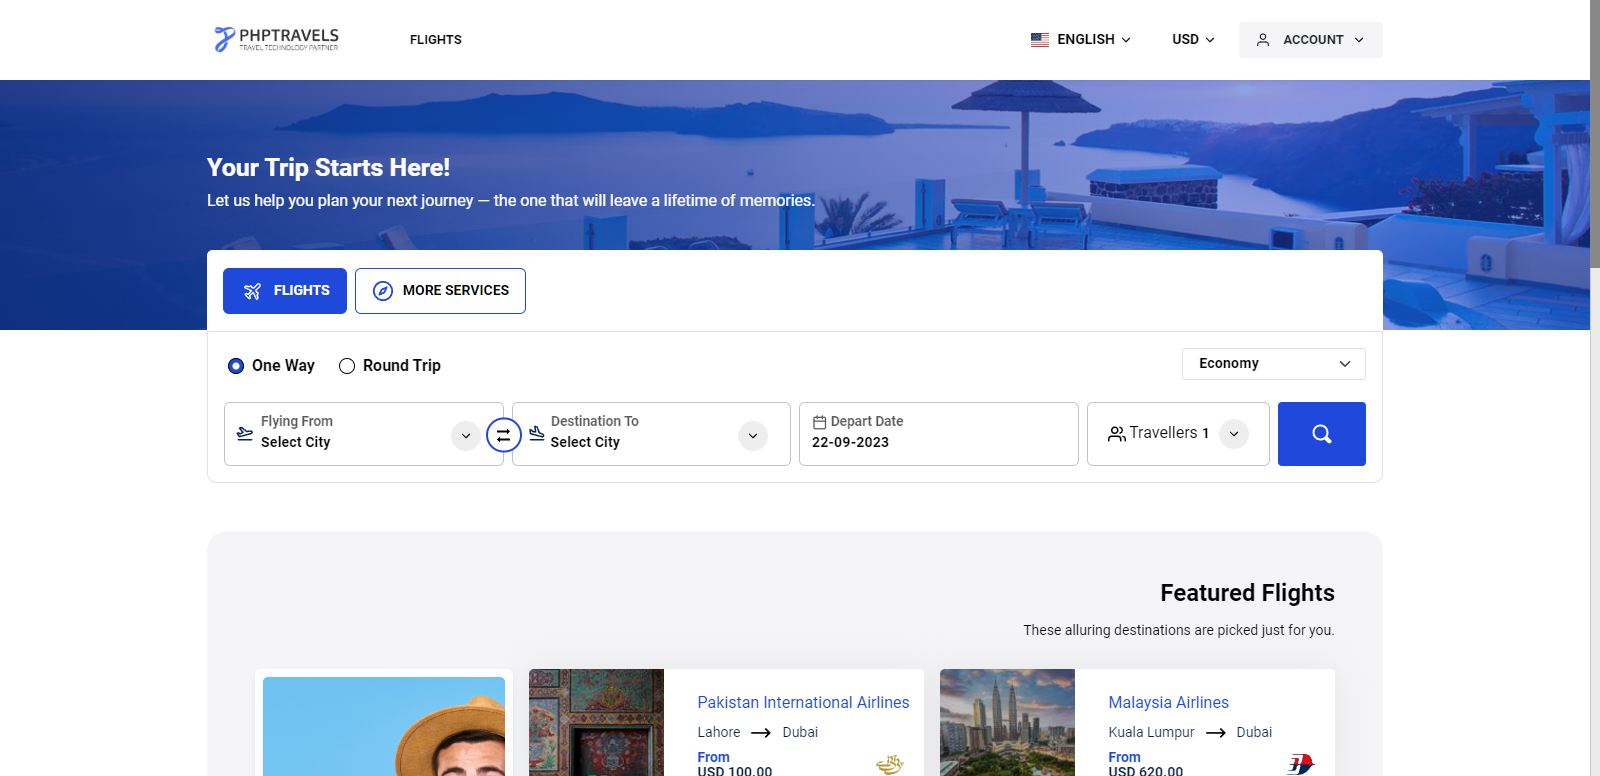 PHPTRAVELS
TRAVEL TECHNOLOGY PARTNER
FLIGHTS
ENGLISH
USD
ACCOUNT
Your Trip Starts Here!
Let us help you plan your next journey — the one that will leave a lifetime of memories.
FLIGHTS
MORE SERVICES
One Way
Round Trip
Economy
Flying From
Select City
Destination To
Select City
Depart Date
22-09-2023
Travellers 1
Featured Flights
These alluring destinations are picked just for you.
Pakistan International Airlines
Lahore
Dubai
From
USD 100.00
Malaysia Airlines
Kuala Lumpur
Dubai
From
USD 620.00